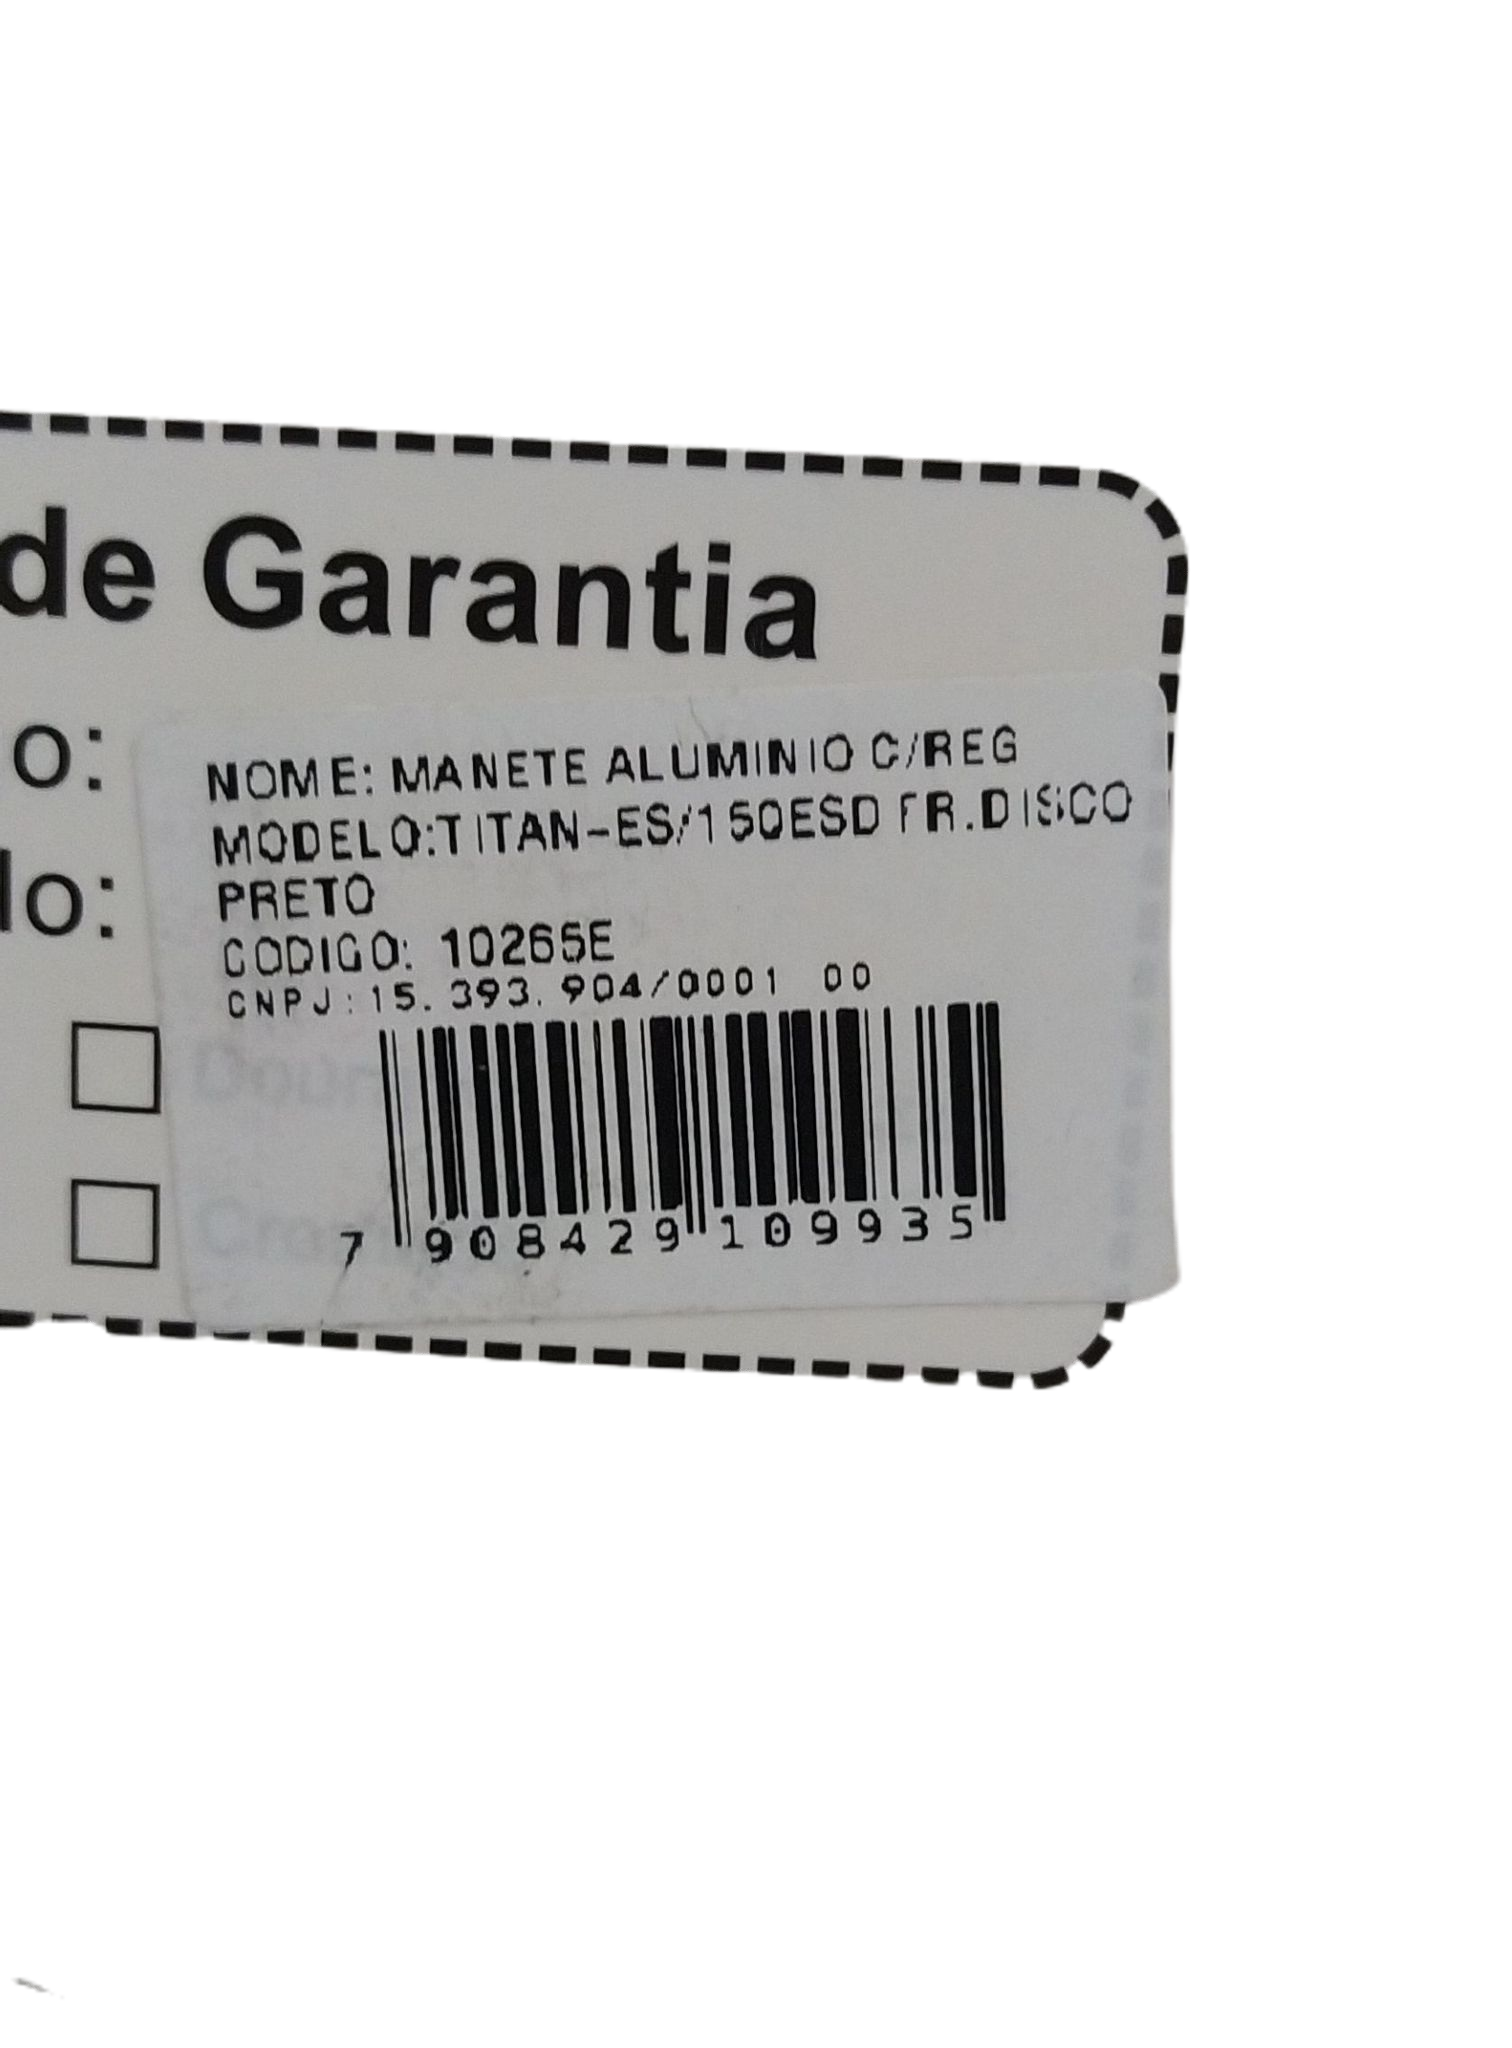 de Garantia
o:
NOME: MANETE ALUMINIO C/REG
MODELO:TITAN-ES/150ESD FR.DISCO
PRETO
lo:
CODIGO: 10265E
CNPJ:15.393.904/0001 00
7 908429 109935